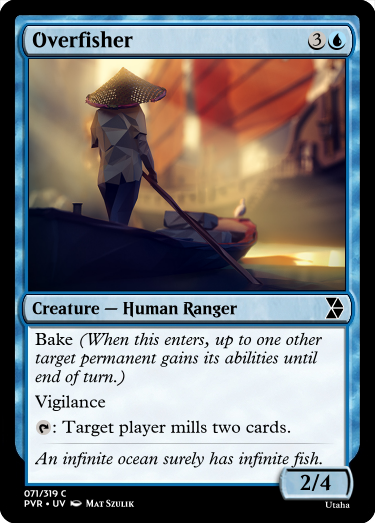 Overfisher 3
Creature — Human Ranger
Bake (When this enters, up to one other
target permanent gains its abilities until
end of turn.)
Vigilance
: Target player mills two cards.
An infinite ocean surely has infinite fish.
2/4
071/319 C
PVR • UV Mat Szulik
Utaha